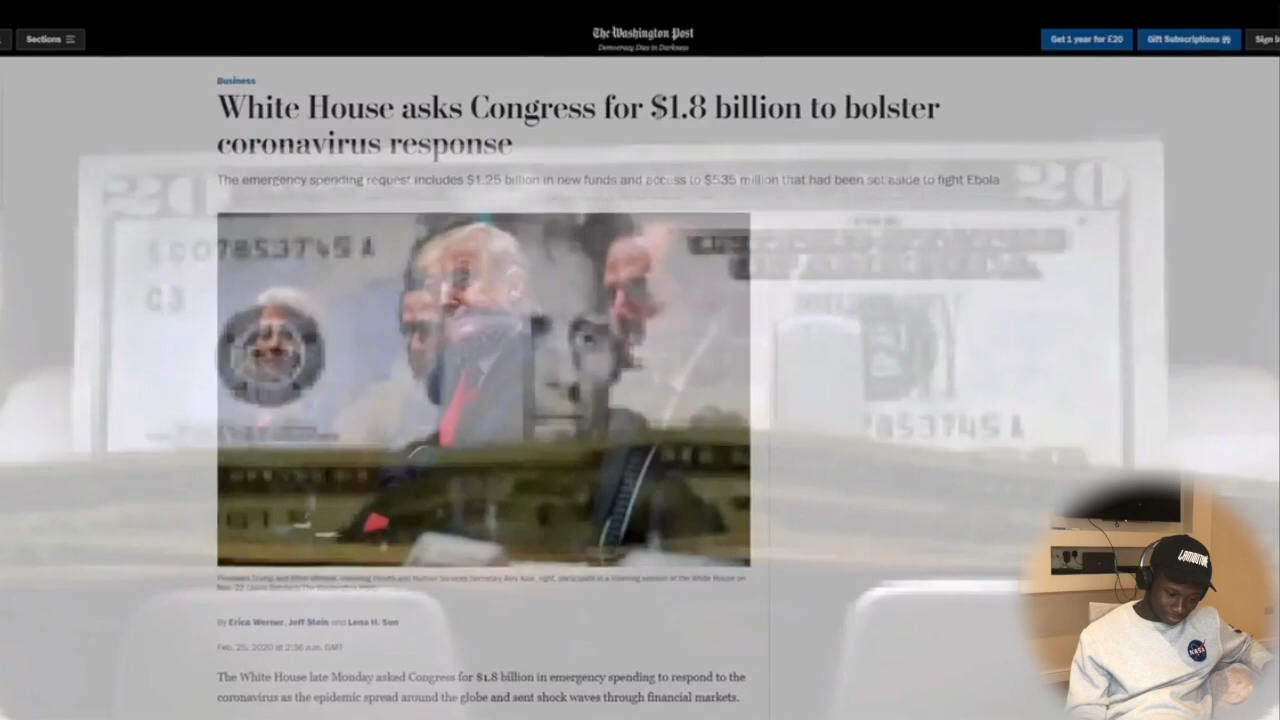 Sections
The Washington Post
Democracy Dies in Darkness
Get 1 year for £20
Gift Subscriptions
Sign in
Business
White House asks Congress for $1.8 billion to bolster
coronavirus response
The emergency spending request includes $1.25 billion in new funds and access to $535 million that had been set aside to fight Ebola
20
20
By Erica Werner, Jeff Stein and Lena H. Sun
Feb. 25, 2020 at 2:36 a.m. GMT
The White House late Monday asked Congress for $1.8 billion in emergency spending to respond to the
coronavirus as the epidemic spread around the globe and sent shock waves through financial markets.
NASA